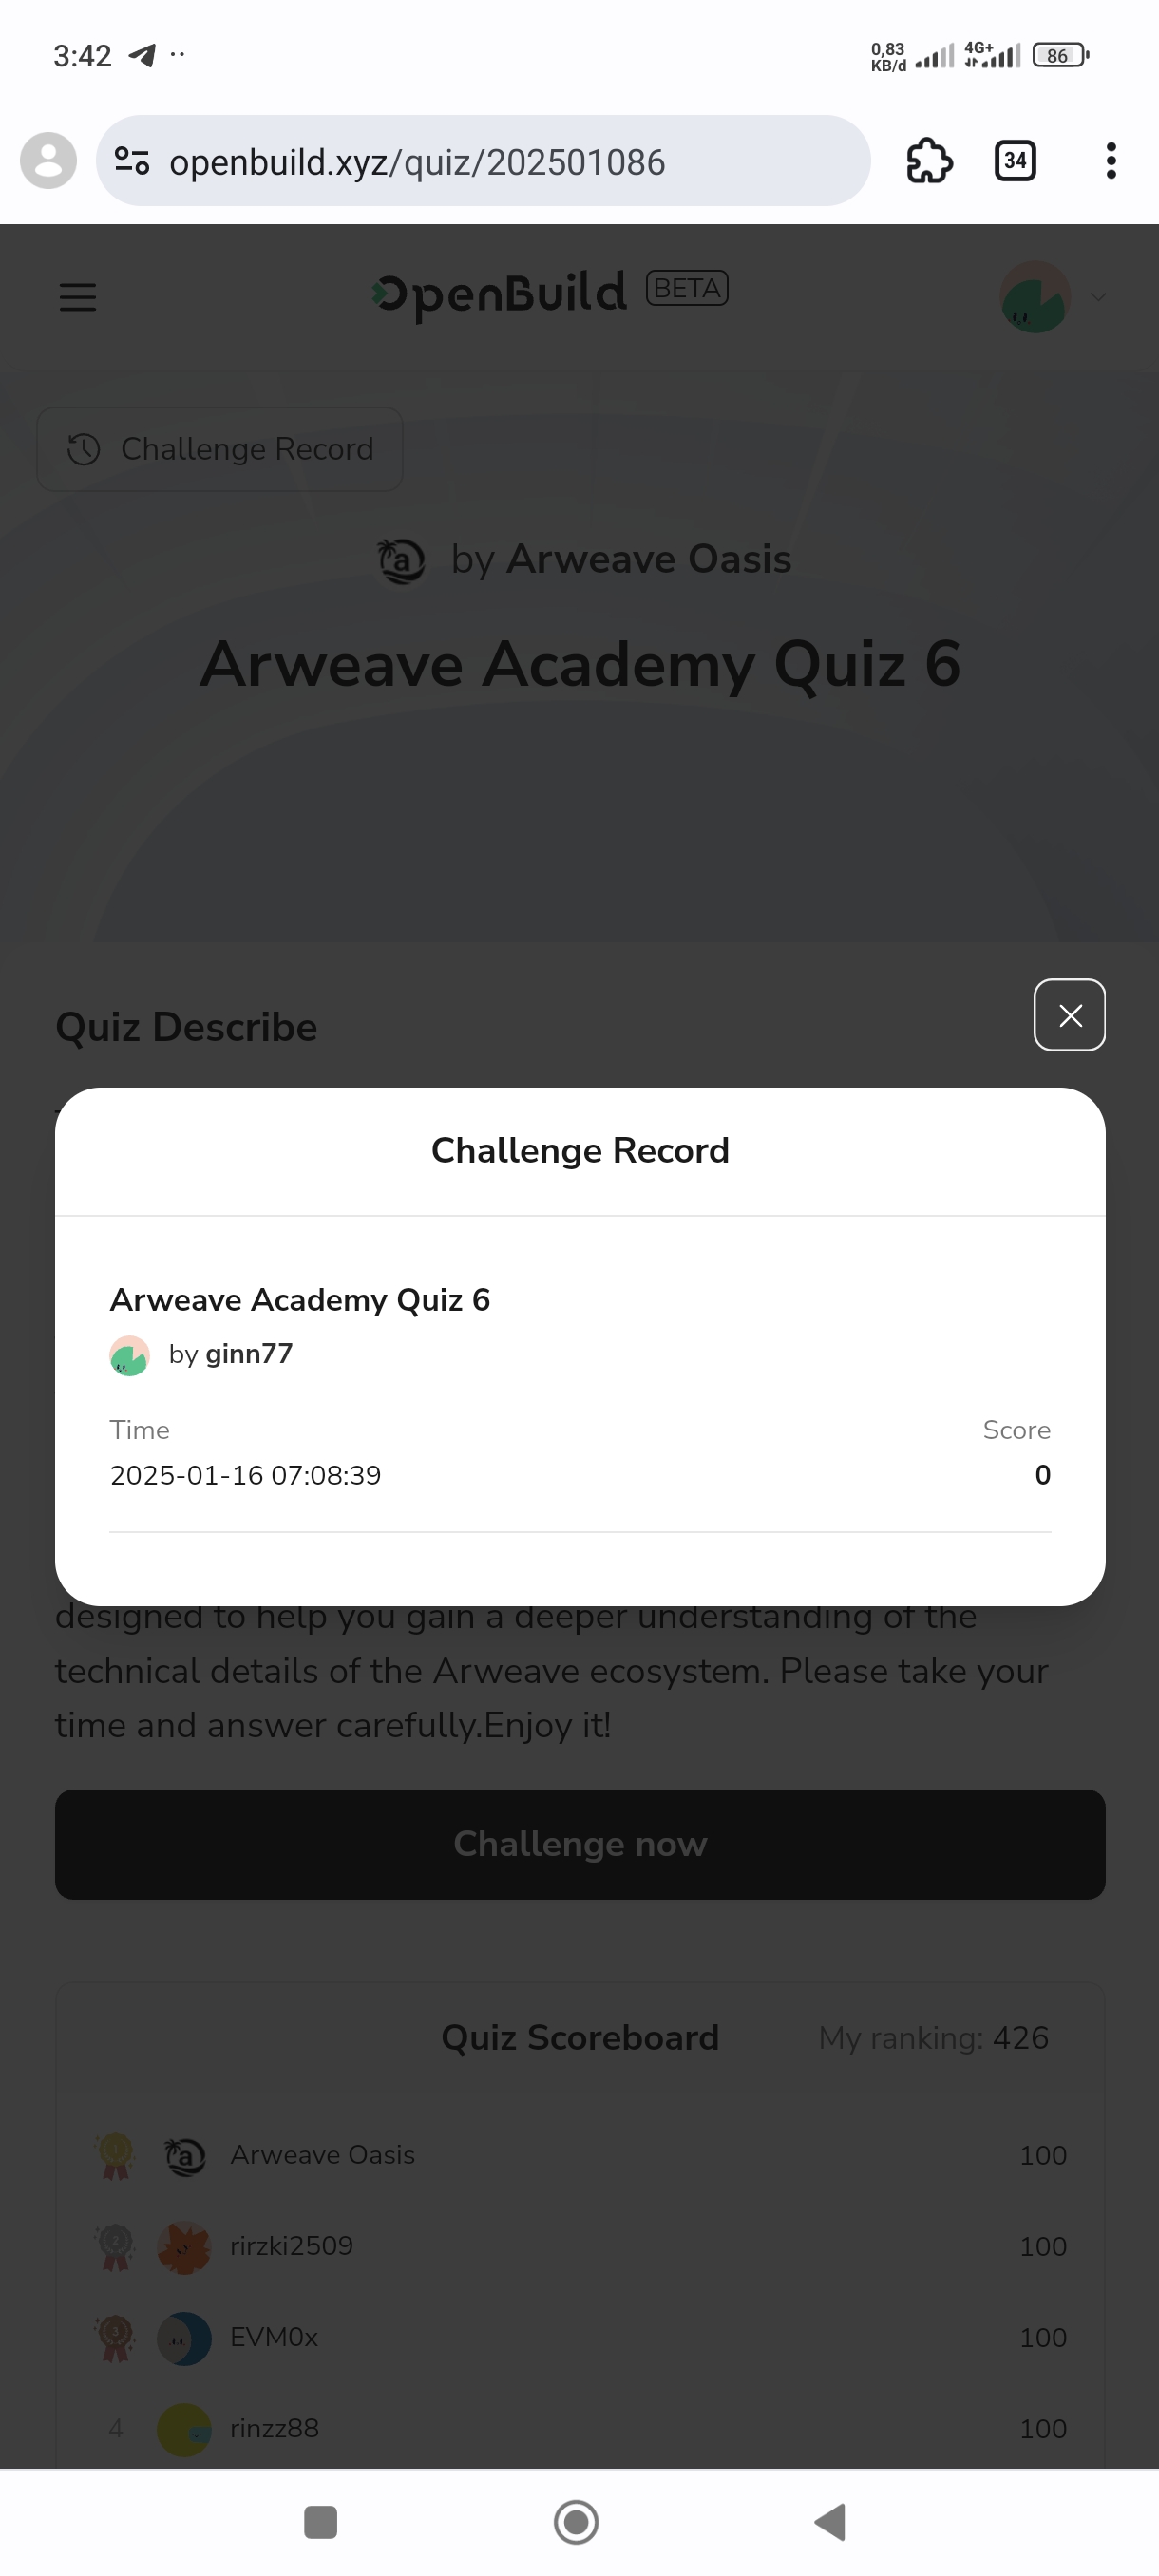 3:42
0,83
KB/d
4G+
86
openbuild.xyz/quiz/202501086
34
OpenBuild
BETA
Challenge Record
by Arweave Oasis
Arweave Academy Quiz 6
Quiz Describe
Challenge Record
Arweave Academy Quiz 6
by ginn77
Time
Score
2025-01-16 07:08:39
0
designed to help you gain a deeper understanding of the
technical details of the Arweave ecosystem. Please take your
time and answer carefully.Enjoy it!
Challenge now
Quiz Scoreboard
My ranking: 426
1
a Arweave Oasis 100
2
rirzki2509 100
3
EVM0x 100
4 rinzz88 100